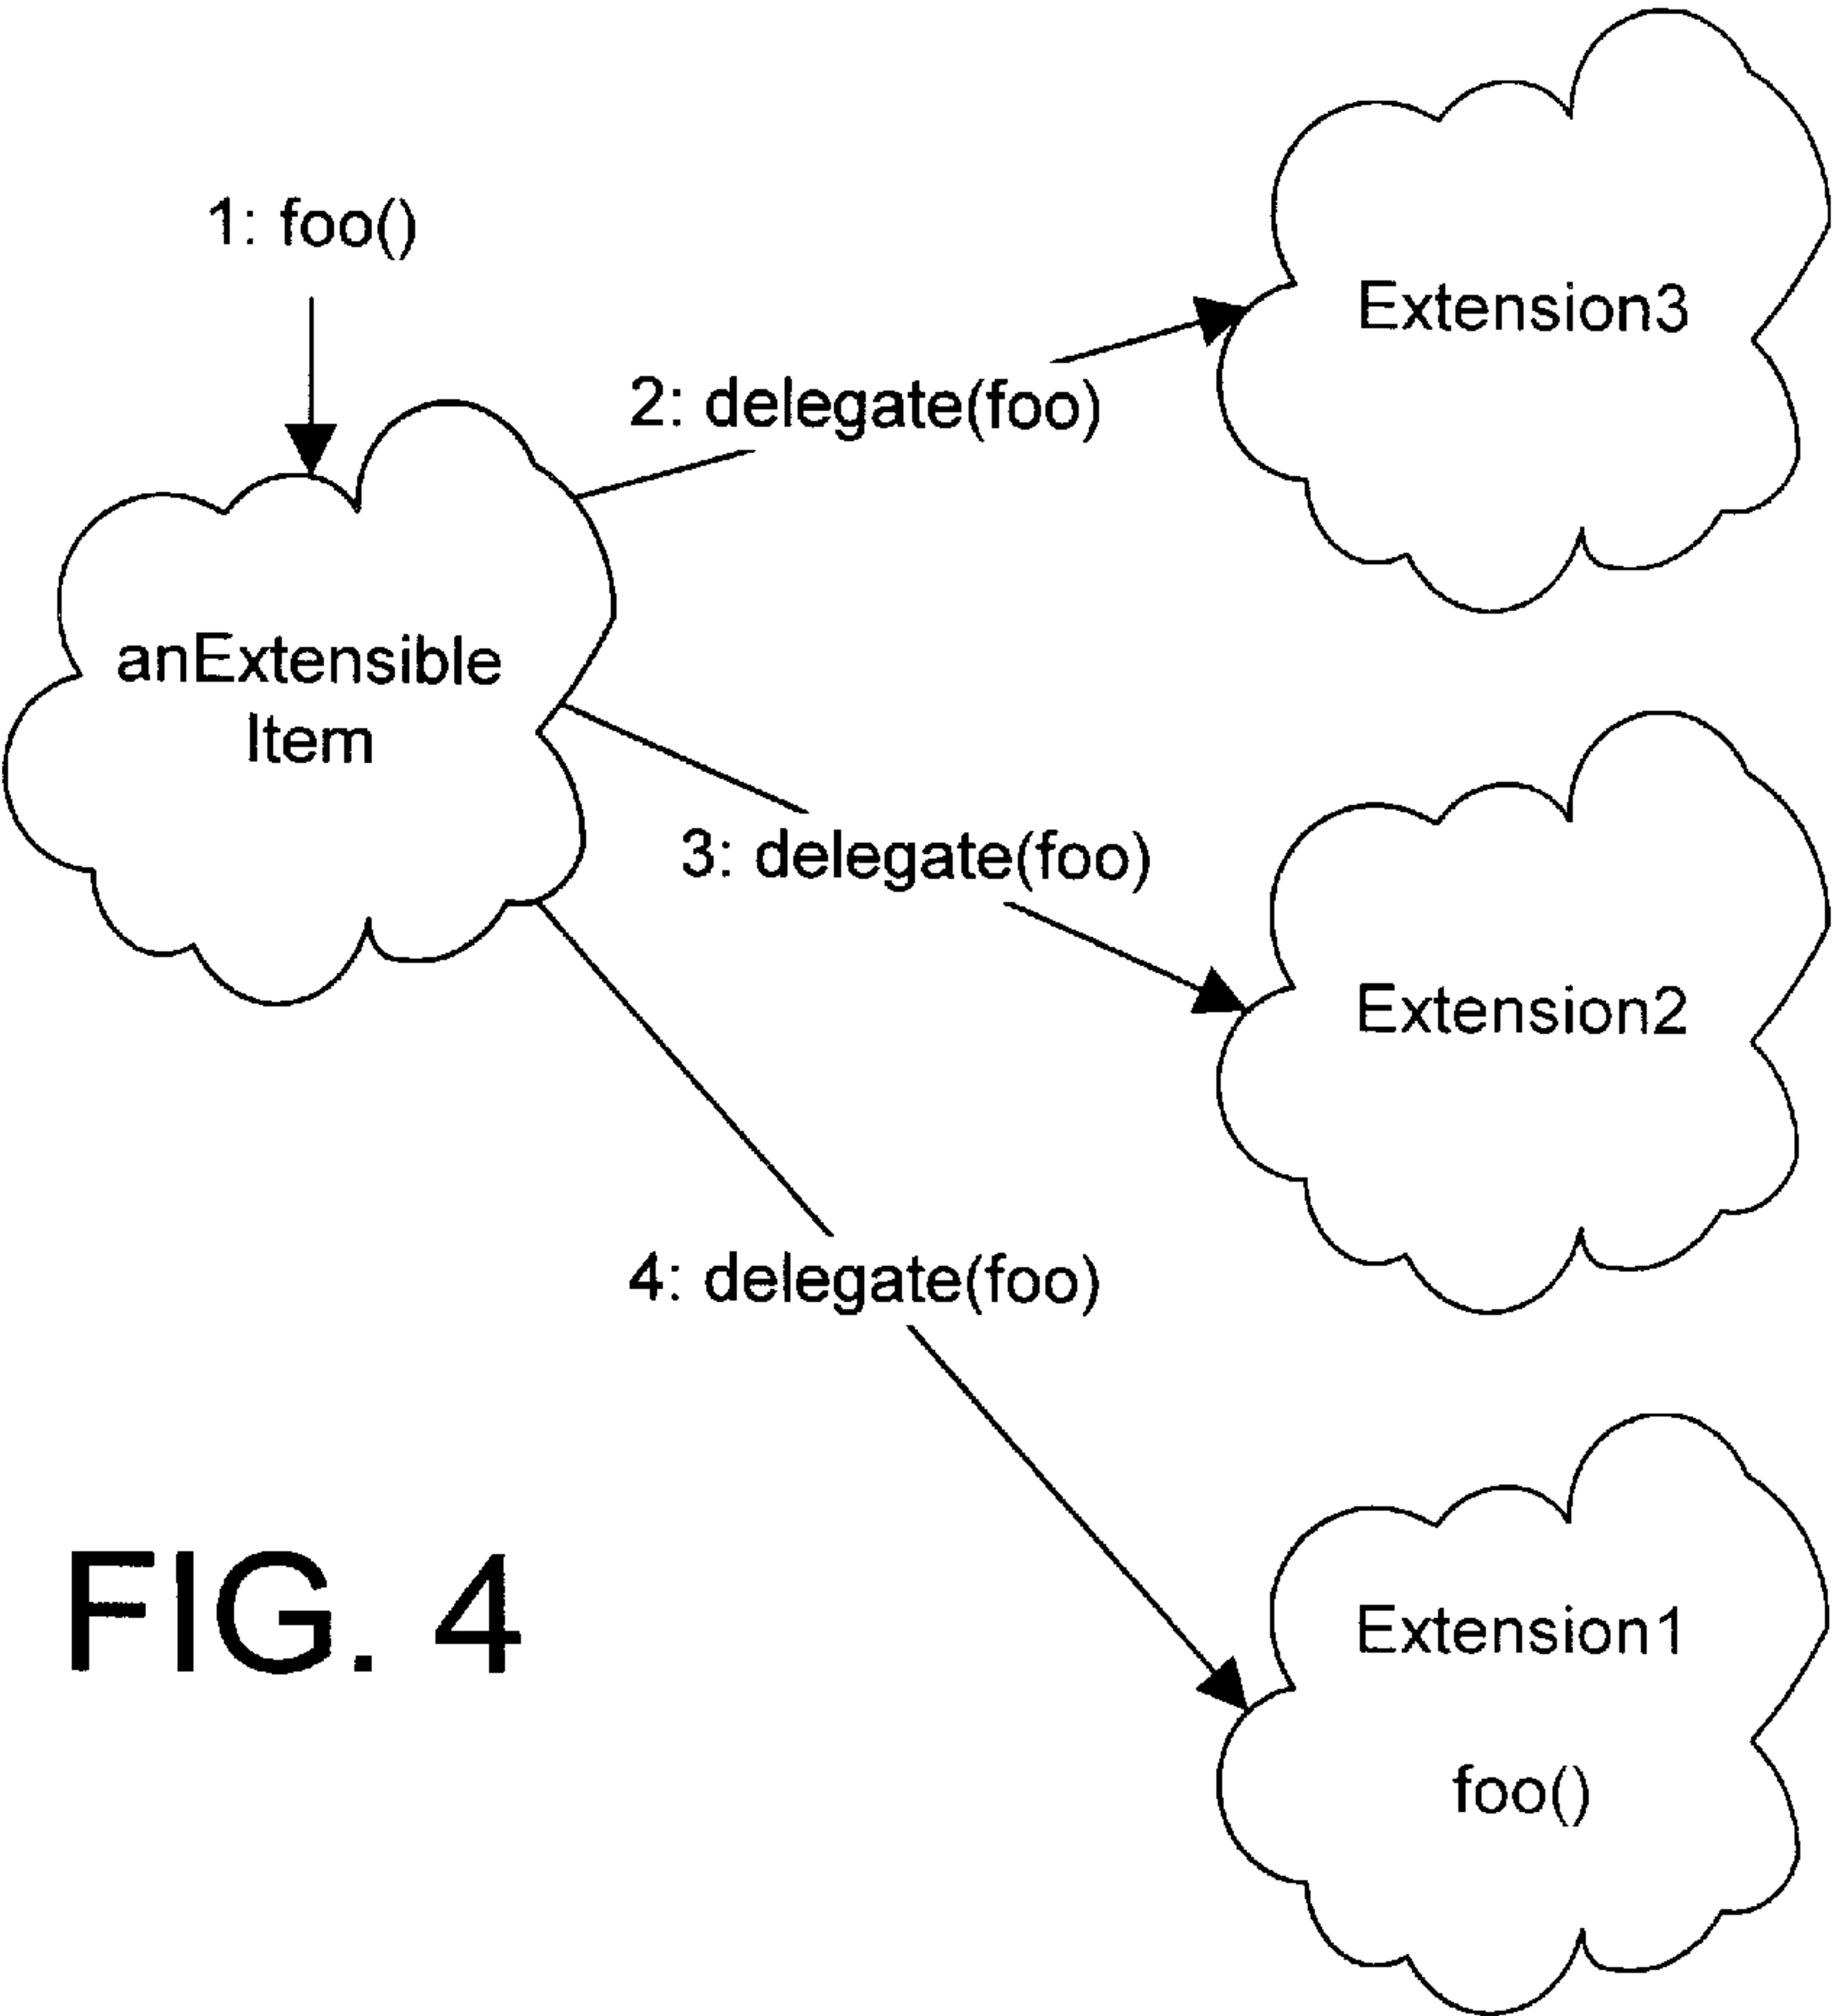 1: foo()
2: delegate(foo)
Extension3
anExtensible
Item
3: delegate(foo)
Extension2
4: delegate(foo)
FIG. 4
Extension1
foo()